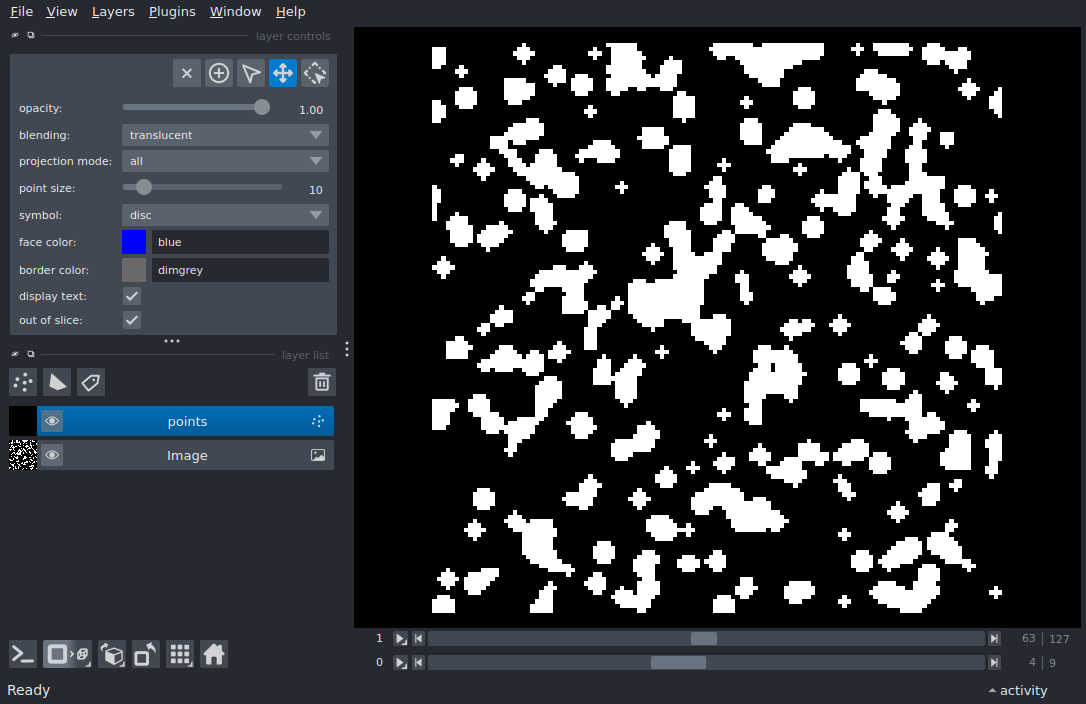 File View Layers Plugins Window Help
layer controls
opacity: 1.00
blending: translucent
projection mode: all
point size: 10
symbol: disc
face color: blue
border color: dimgrey
display text:
out of slice:
layer list
points
Image
1 63 127
0 4 9
Ready activity